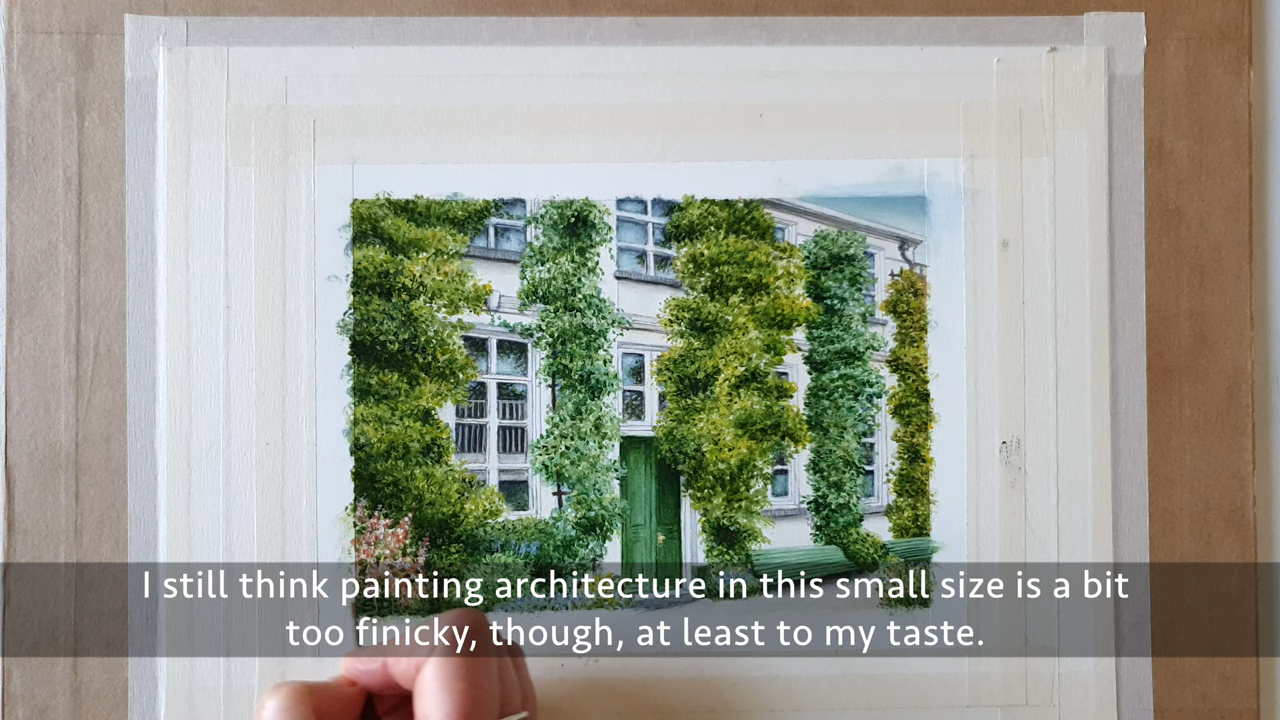 I still think painting architecture in this small size is a bit
too finicky, though, at least to my taste.